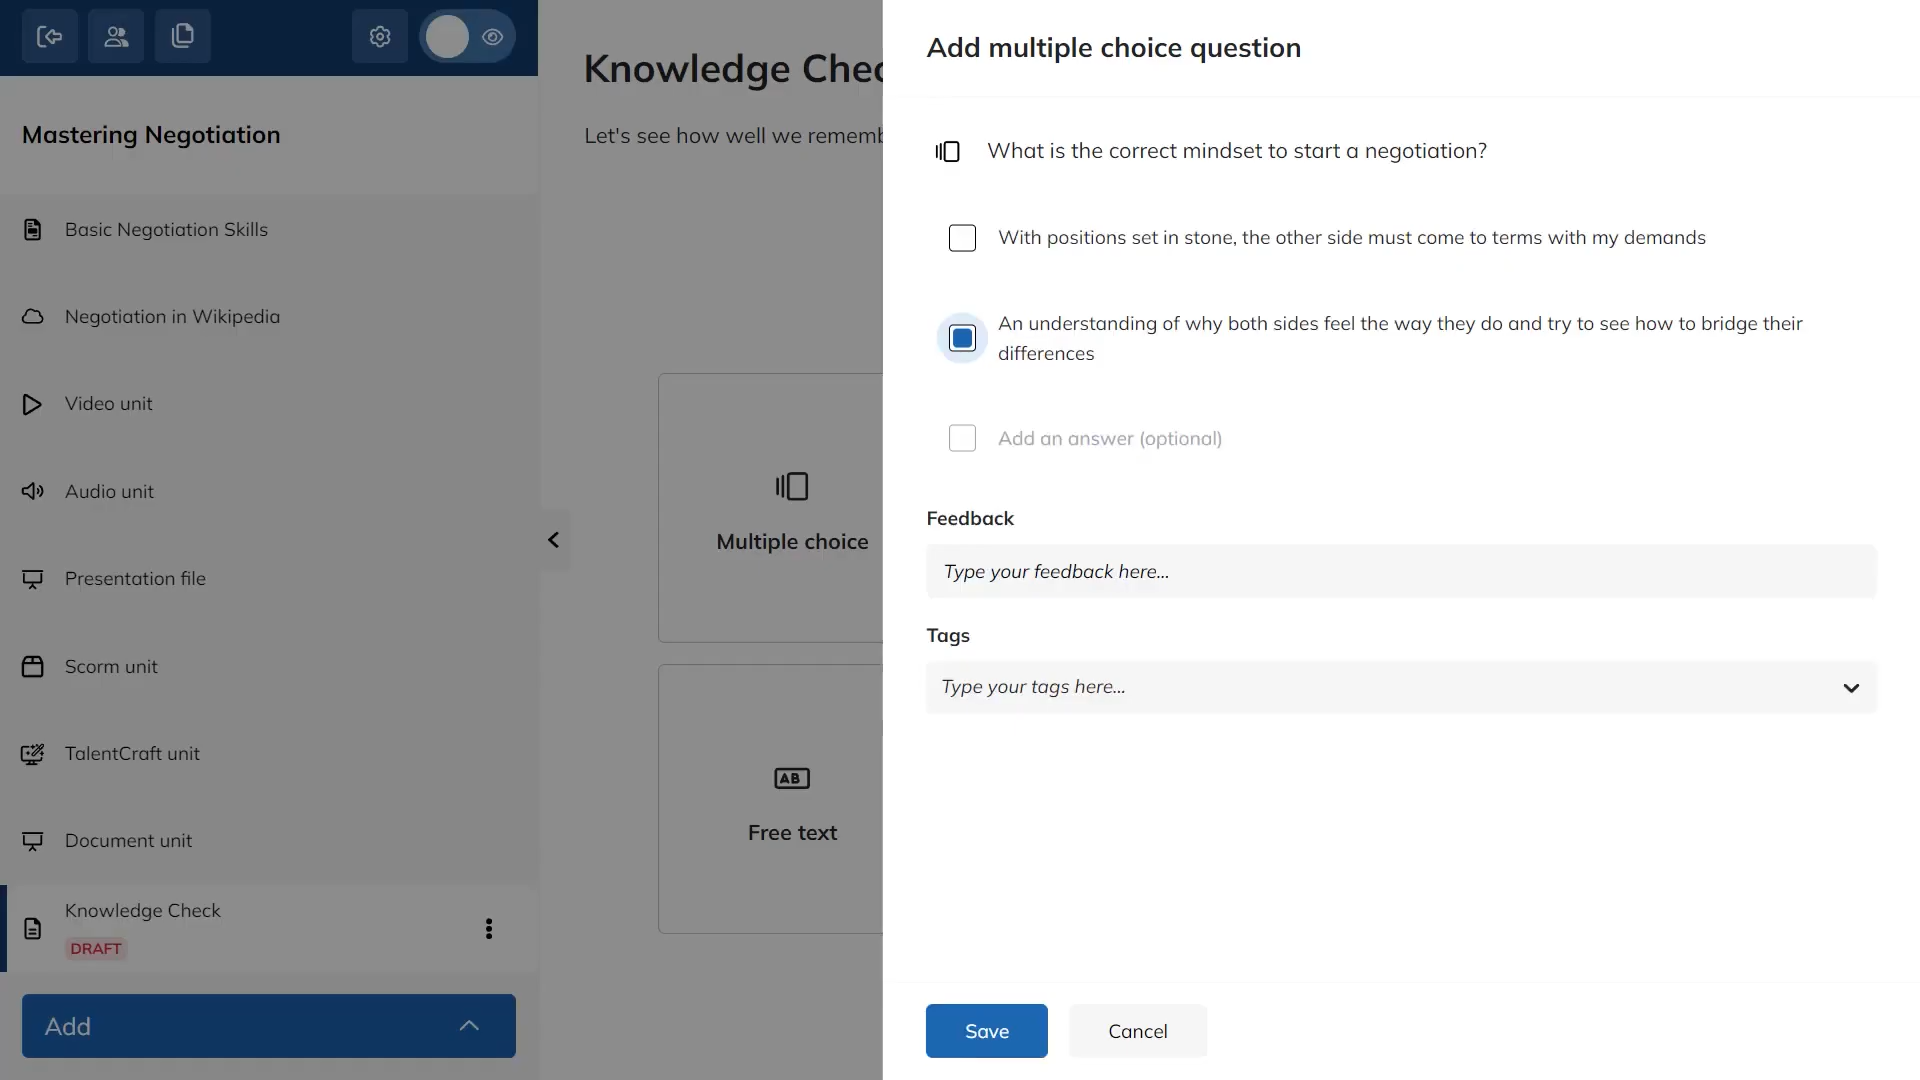 Mastering Negotiation
Basic Negotiation Skills
Negotiation in Wikipedia
Video unit
Audio unit
Presentation file
Scorm unit
TalentCraft unit
Document unit
Knowledge Check
DRAFT
Add
Knowledge Chec
Let's see how well we rememb
Multiple choice
AB
Free text
Add multiple choice question
What is the correct mindset to start a negotiation?
With positions set in stone, the other side must come to terms with my demands
An understanding of why both sides feel the way they do and try to see how to bridge their
differences
Add an answer (optional)
Feedback
Type your feedback here...
Tags
Type your tags here...
Save
Cancel